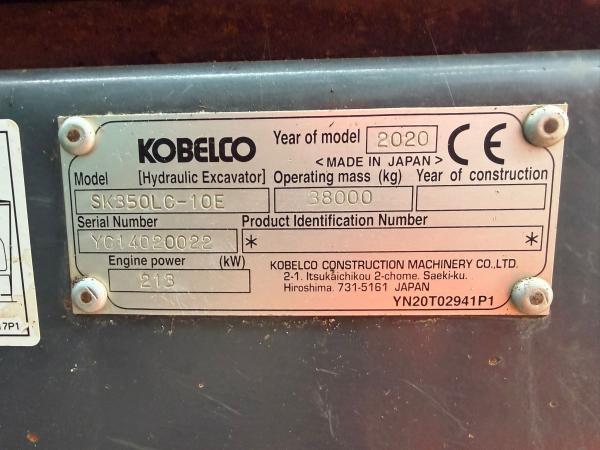 KOBELCO
Year of model 2020 CE
<MADE IN JAPAN>
Model [Hydraulic Excavator] Operating mass (kg) Year of construction
SK350LC-10E 38000
Serial Number Product Identification Number
YC14020022 * *
Engine power (kW)
213
KOBELCO CONSTRUCTION MACHINERY CO.,LTD.
2-1. Itsukaichikou 2-chome. Saeki-ku.
Hiroshima. 731-5161 JAPAN
YN20T02941P1
17P1